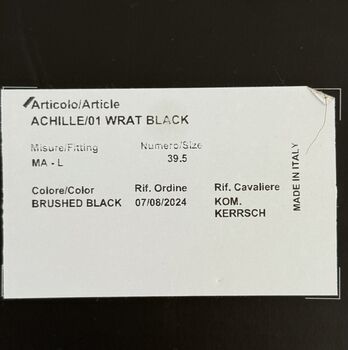 Articolo/Article
ACHILLE/01 WRAT BLACK
Misure/Fitting Numero/Size
MA - L 39.5
Colore/Color Rif. Ordine Rif. Cavaliere
BRUSHED BLACK 07/08/2024 KOM.
KERRSCH
MADE IN ITALY